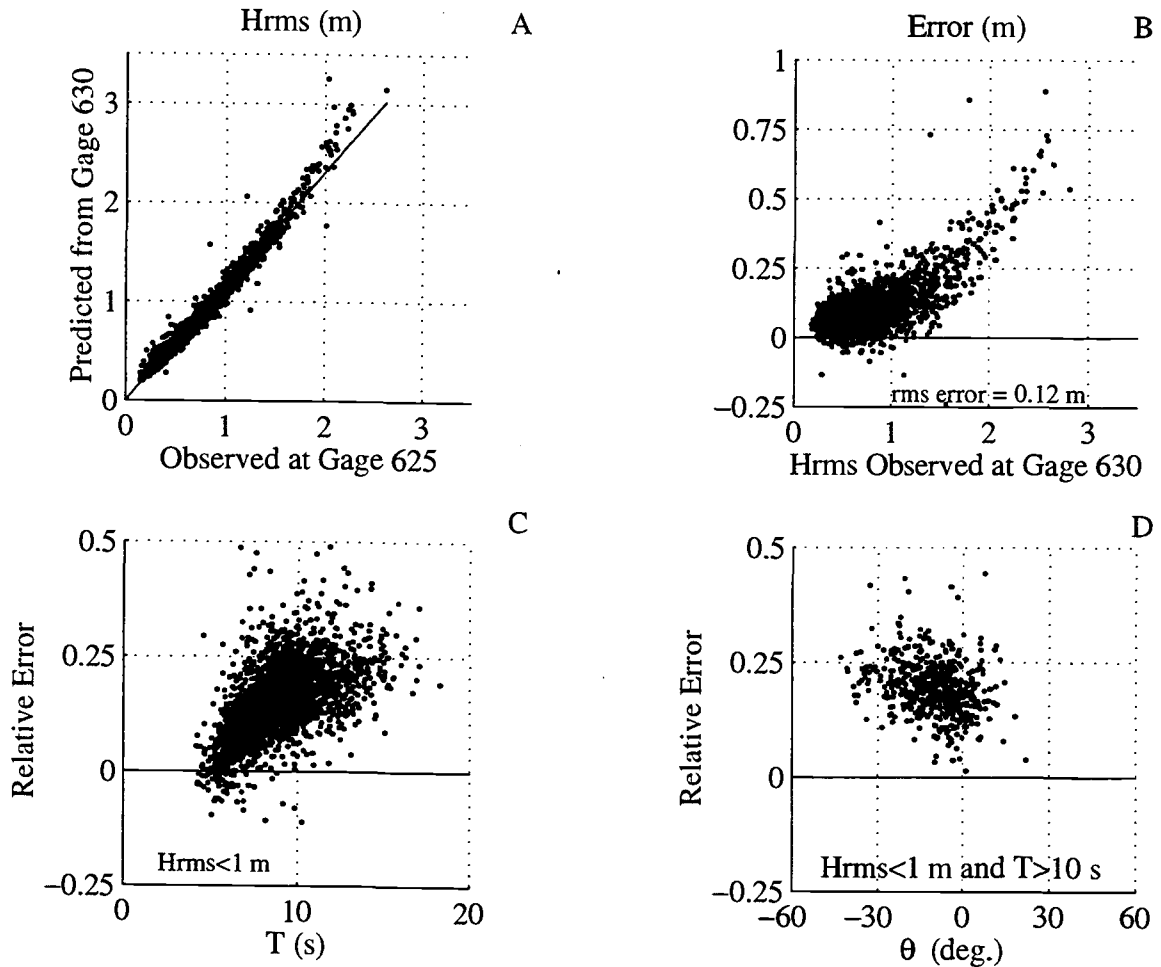 Hrms (m)
A
Predicted from Gage 630
3
2
1
0
0 1 2 3
Observed at Gage 625
Error (m)
B
1
0.75
0.5
0.25
0
−0.25
rms error = 0.12 m
0 1 2 3
Hrms Observed at Gage 630
C
Relative Error
0.5
0.25
0
−0.25
Hrms<1 m
0 10 20
T (s)
D
Relative Error
0.5
0.25
0
−0.25
Hrms<1 m and T>10 s
−60 −30 0 30 60
θ (deg.)